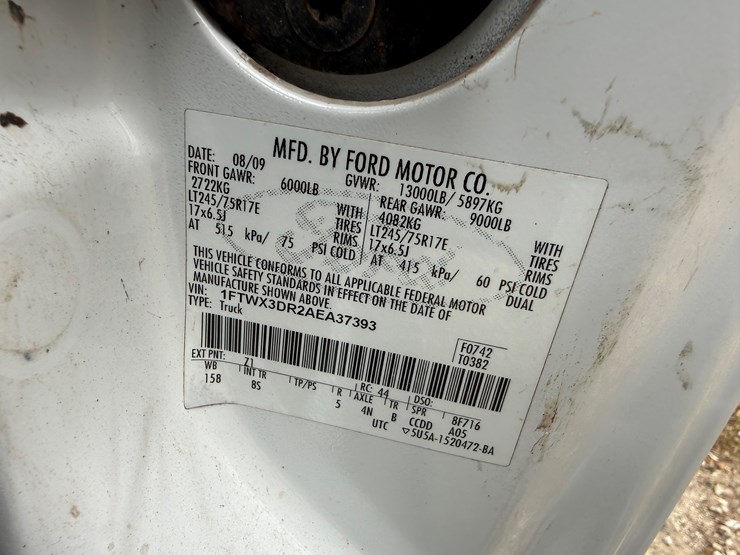 MFD. BY FORD MOTOR CO.
DATE: 08/09 GVWR: 13000LB/ 5897KG
FRONT GAWR: 6000LB REAR GAWR: 9000LB
2722KG WITH 4082KG WITH
LT245/75R17E TIRES LT245/75R17E TIRES
17x6.5J RIMS 17x6.5J RIMS
AT 515 kPa/ 75 PSI COLD AT 415 kPa/ 60 PSI COLD
DUAL
THIS VEHICLE CONFORMS TO ALL APPLICABLE FEDERAL MOTOR
VEHICLE SAFETY STANDARDS IN EFFECT ON THE DATE OF
MANUFACTURE SHOWN ABOVE.
VIN: 1FTWX3DR2AEA37393
TYPE: Truck
F0742
T0382
EXT PNT: Z1 RC: 44 DSO:
WB INT TR TP/PS R AXLE TR SPR 8F716
158 BS 5 4N B CCDD A05
UTC ▽5U5A-1520472-BA
Ford